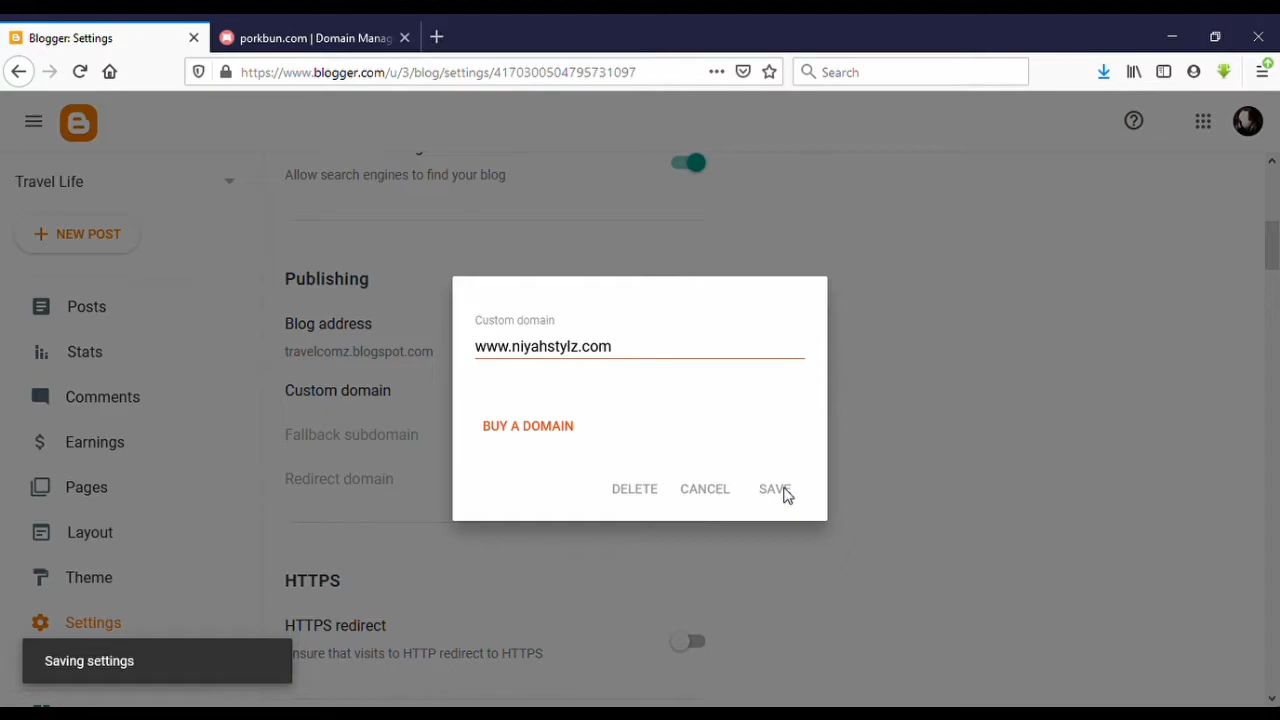 Blogger: Settings
porkbun.com | Domain Manag
https://www.blogger.com/u/3/blog/settings/4170300504795731097
Search
Travel Life
Allow search engines to find your blog
NEW POST
Posts
Stats
Comments
Earnings
Pages
Layout
Theme
Settings
Publishing
Blog address
travelcomz.blogspot.com
Custom domain
Fallback subdomain
Redirect domain
HTTPS
HTTPS redirect
nsure that visits to HTTP redirect to HTTPS
Custom domain
www.niyahstylz.com
BUY A DOMAIN
DELETE CANCEL SAVE
Saving settings